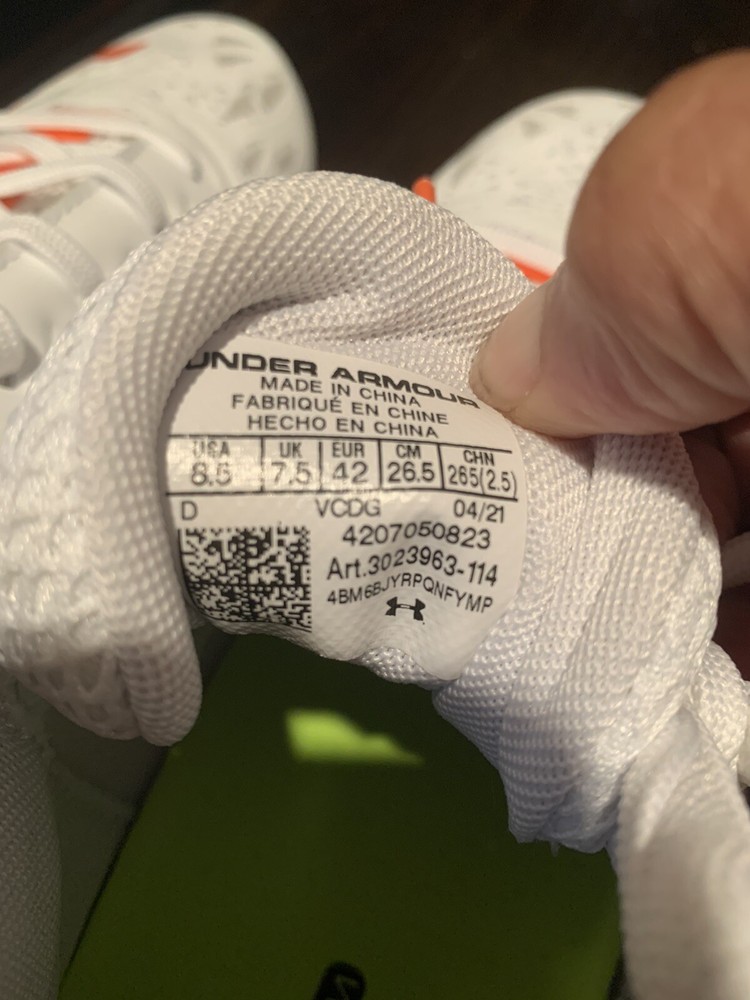 UNDER ARMOUR
MADE IN CHINA
FABRIQUÉ EN CHINE
HECHO EN CHINA
USA UK EUR CM CHN
8.5 7.5 42 26.5 265(2.5)
D VCDG 04/21
4207050823
Art.3023963-114
4BM6BJYRPQNFYMP